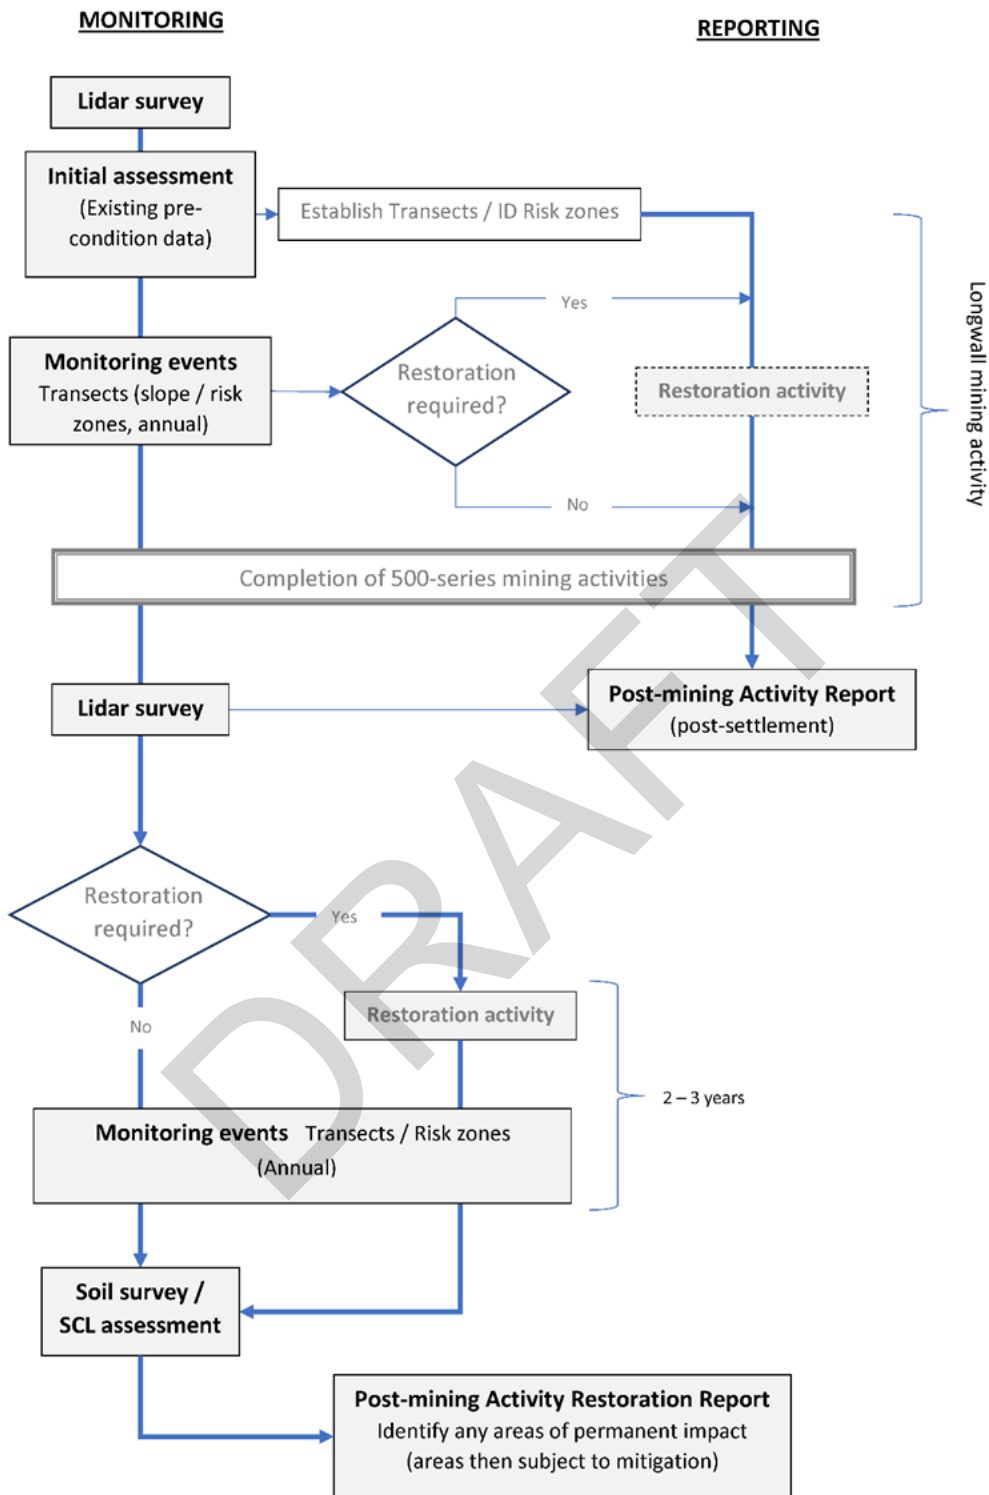 MONITORING
REPORTING
Lidar survey
Initial assessment
(Existing pre-
condition data)
Establish Transects / ID Risk zones
Yes
Monitoring events
Transects (slope / risk
zones, annual)
Restoration
required?
Restoration activity
Longwall mining activity
No
Completion of 500-series mining activities
Lidar survey
Post-mining Activity Report
(post-settlement)
Restoration
required?
Yes
No
Restoration activity
2 – 3 years
Monitoring events Transects / Risk zones
(Annual)
Soil survey /
SCL assessment
Post-mining Activity Restoration Report
Identify any areas of permanent impact
(areas then subject to mitigation)
DRAFT